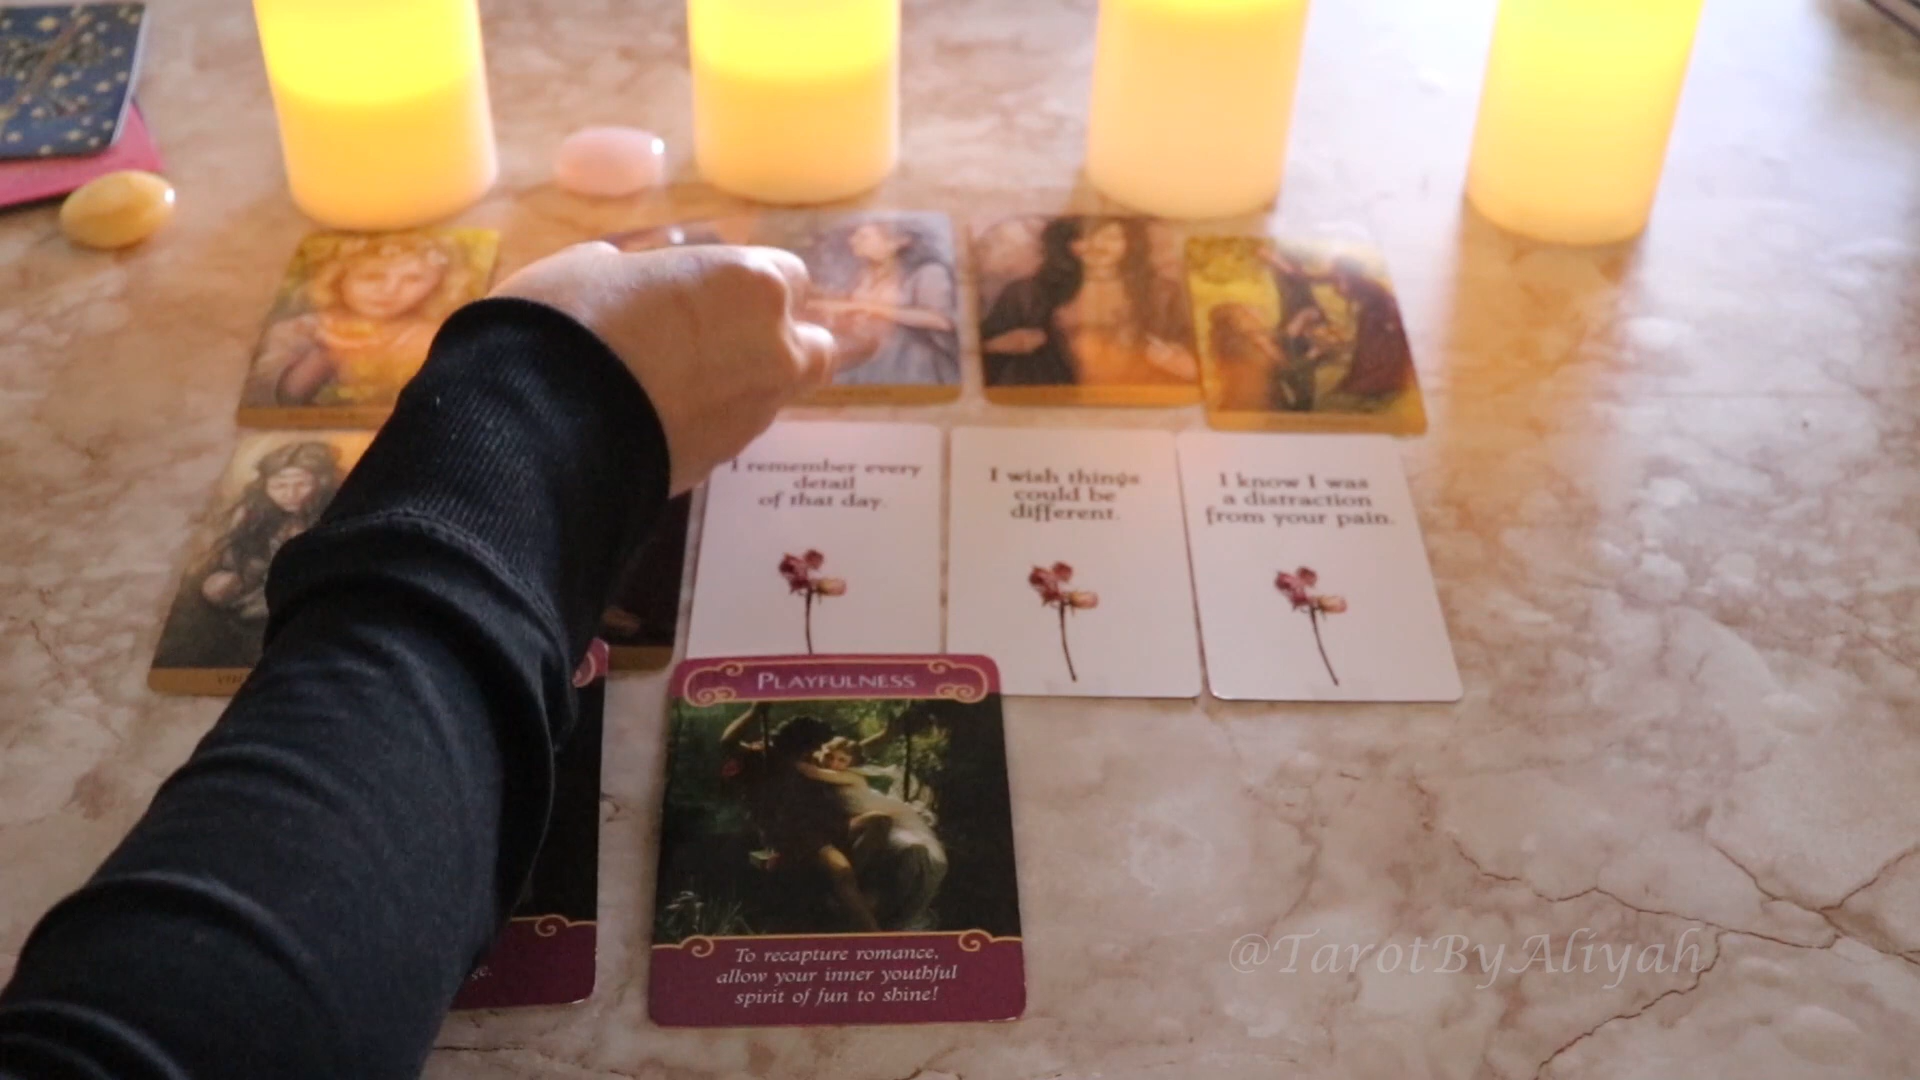 I remember every
detail
of that day.
I wish things
could be
different.
I know I was
a distraction
from your pain.
PLAYFULNESS
To recapture romance,
allow your inner youthful
spirit of fun to shine!
@TarotByAliyah